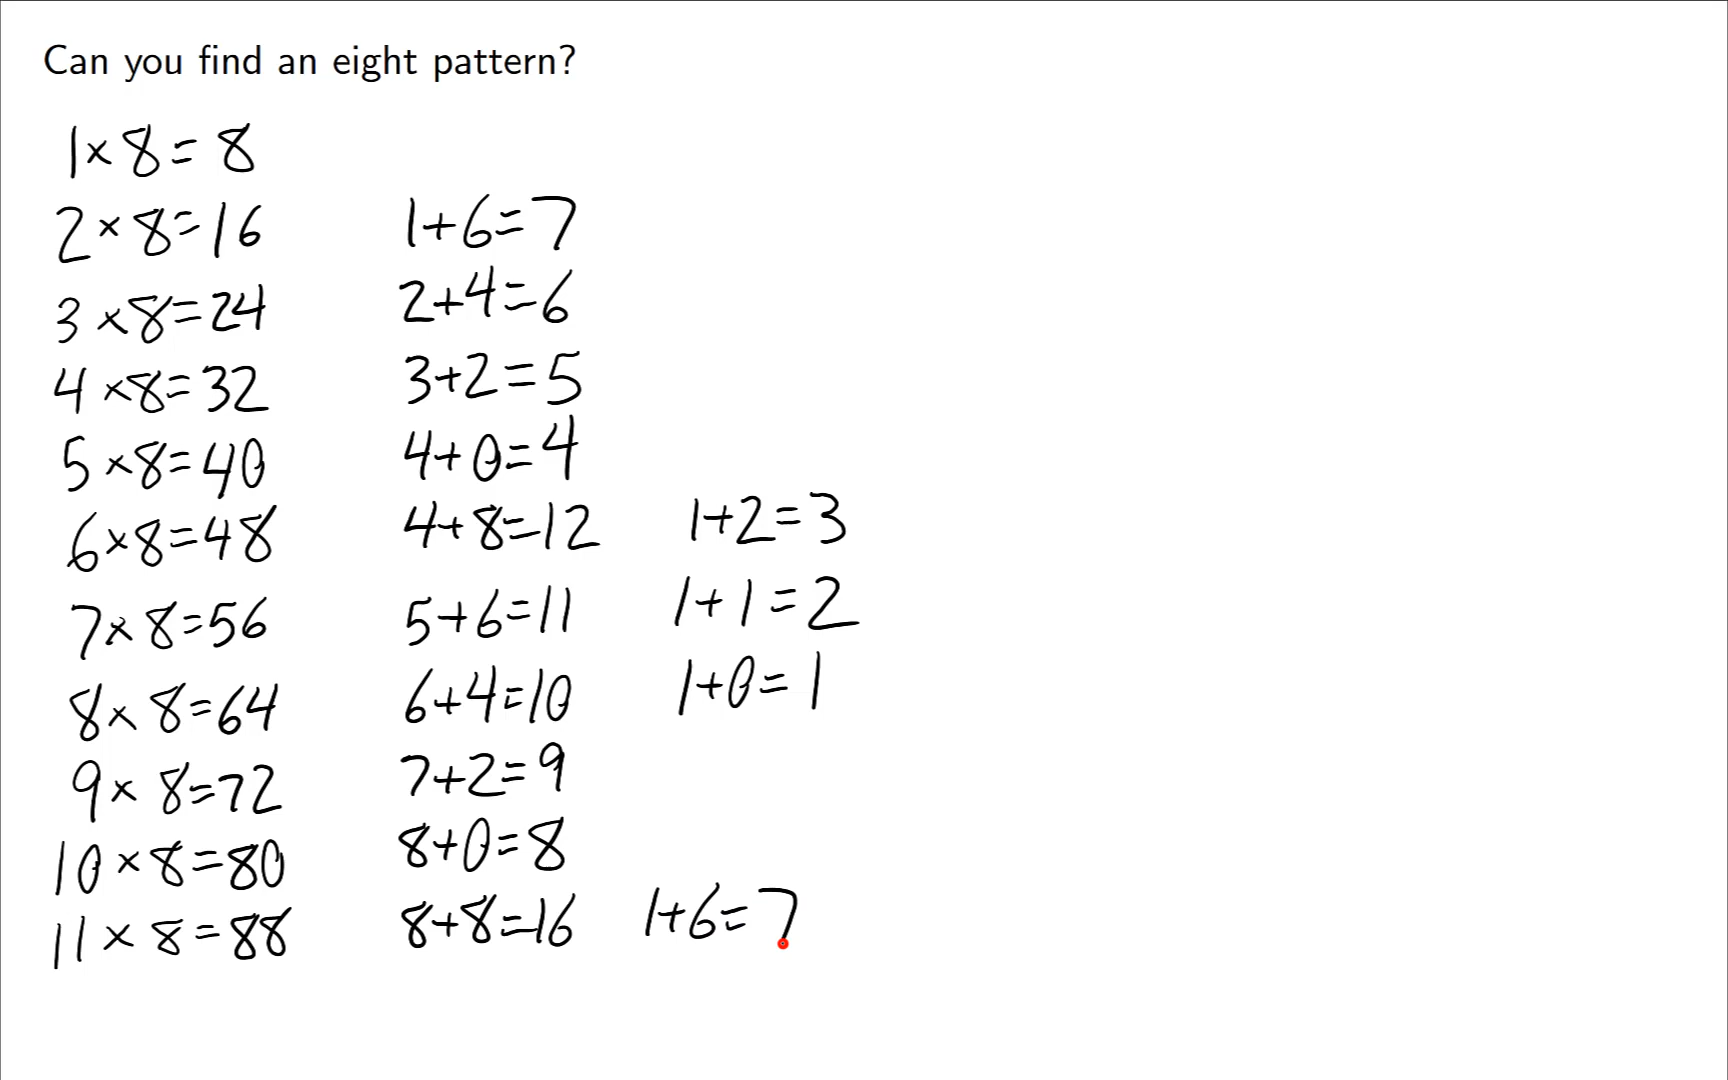 Can you find an eight pattern?
1×8=8
2×8=16 1+6=7
3×8=24 2+4=6
4×8=32 3+2=5
5×8=40 4+0=4
6×8=48 4+8=12 1+2=3
7×8=56 5+6=11 1+1=2
8×8=64 6+4=10 1+0=1
9×8=72 7+2=9
10×8=80 8+0=8
11×8=88 8+8=16 1+6=7